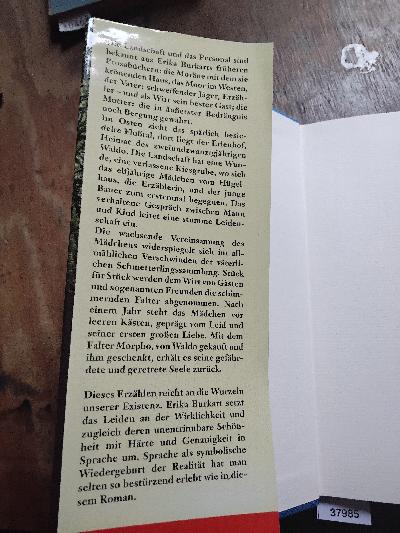 Die Landschaft und das Personal sind
bekannt aus Erika Burkarts früheren
Prosabüchern: die Moräne mit dem sie
krönenden Haus, das Moor im Westen,
der Vater: schweifender Jäger, Erzäh-
ler – und als Wirt sein bester Gast; die
Mutter: die in äußerster Bedrängnis
noch Bergung gewährt.
Im Osten zieht das spärlich besie-
delte Flußtal, dort liegt der Erlenhof,
Heimat des zweiundzwanzigjährigen
Waldo. Die Landschaft hat eine Wun-
de, eine verlassene Kiesgrube, wo sich
das elfjährige Mädchen vom Hügel-
haus, die Erzählerin, und der junge
Bauer zum erstenmal begegnen. Das
verhaltene Gespräch zwischen Mann
und Kind leitet eine stumme Leiden-
schaft ein.
Die wachsende Vereinsamung des
Mädchens widerspiegelt sich im all-
mählichen Verschwinden der väterli-
chen Schmetterlingssammlung. Stück
für Stück werden dem Wirt von Gästen
und sogenannten Freunden die schim-
mernden Falter abgenommen. Nach
einem Jahr steht das Mädchen vor
leeren Kästen, geprägt vom Leid und
seiner ersten großen Liebe. Mit dem
Falter Morpho, von Waldo gekauft und
ihm geschenkt, erhält es seine gefähr-
dete und gerettete Seele zurück.
Dieses Erzählen reicht an die Wurzeln
unserer Existenz. Erika Burkart setzt
das Leiden an der Wirklichkeit und
zugleich deren unentrinnbare Schön-
heit mit Härte und Genauigkeit in
Sprache um. Sprache als symbolische
Wiedergeburt der Realität hat man
selten so bestürzend erlebt wie in die-
sem Roman.
37985